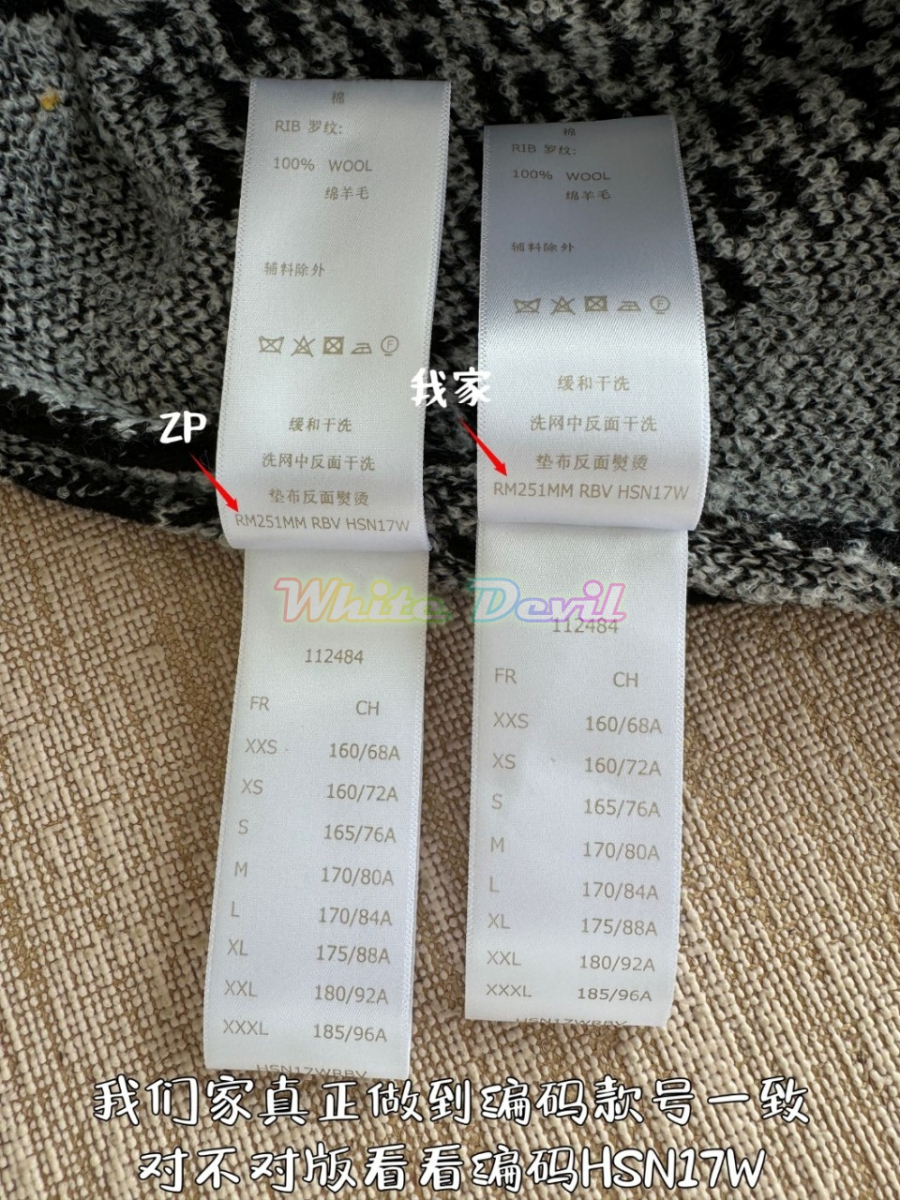 棉
RIB 罗纹:
100% WOOL
绵羊毛
辅料除外
缓和干洗
洗网中反面干洗
垫布反面熨烫
RM251MM RBV HSN17W
112484
FR CH
XXS 160/68A
XS 160/72A
S 165/76A
M 170/80A
L 170/84A
XL 175/88A
XXL 180/92A
XXXL 185/96A
HSN17WRBV
ZP
棉
RIB 罗纹:
100% WOOL
绵羊毛
辅料除外
缓和干洗
洗网中反面干洗
垫布反面熨烫
RM251MM RBV HSN17W
112484
FR CH
XXS 160/68A
XS 160/72A
S 165/76A
M 170/80A
L 170/84A
XL 175/88A
XXL 180/92A
XXXL 185/96A
HSN17WRBV
我家
White Devil
我们家真正做到编码款号一致
对不对版看看编码HSN17W